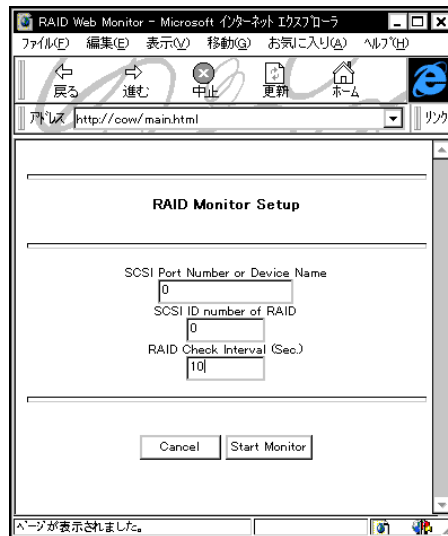 RAID Web Monitor - Microsoft インターネット エクスプローラ
ファイル(F) 編集(E) 表示(V) 移動(G) お気に入り(A) ヘルプ(H)
戻る 進む 中止 更新 ホーム
アドレス http://cow/main.html リンク
RAID Monitor Setup
SCSI Port Number or Device Name
0
SCSI ID number of RAID
0
RAID Check Interval (Sec.)
10
Cancel Start Monitor
ページが表示されました。